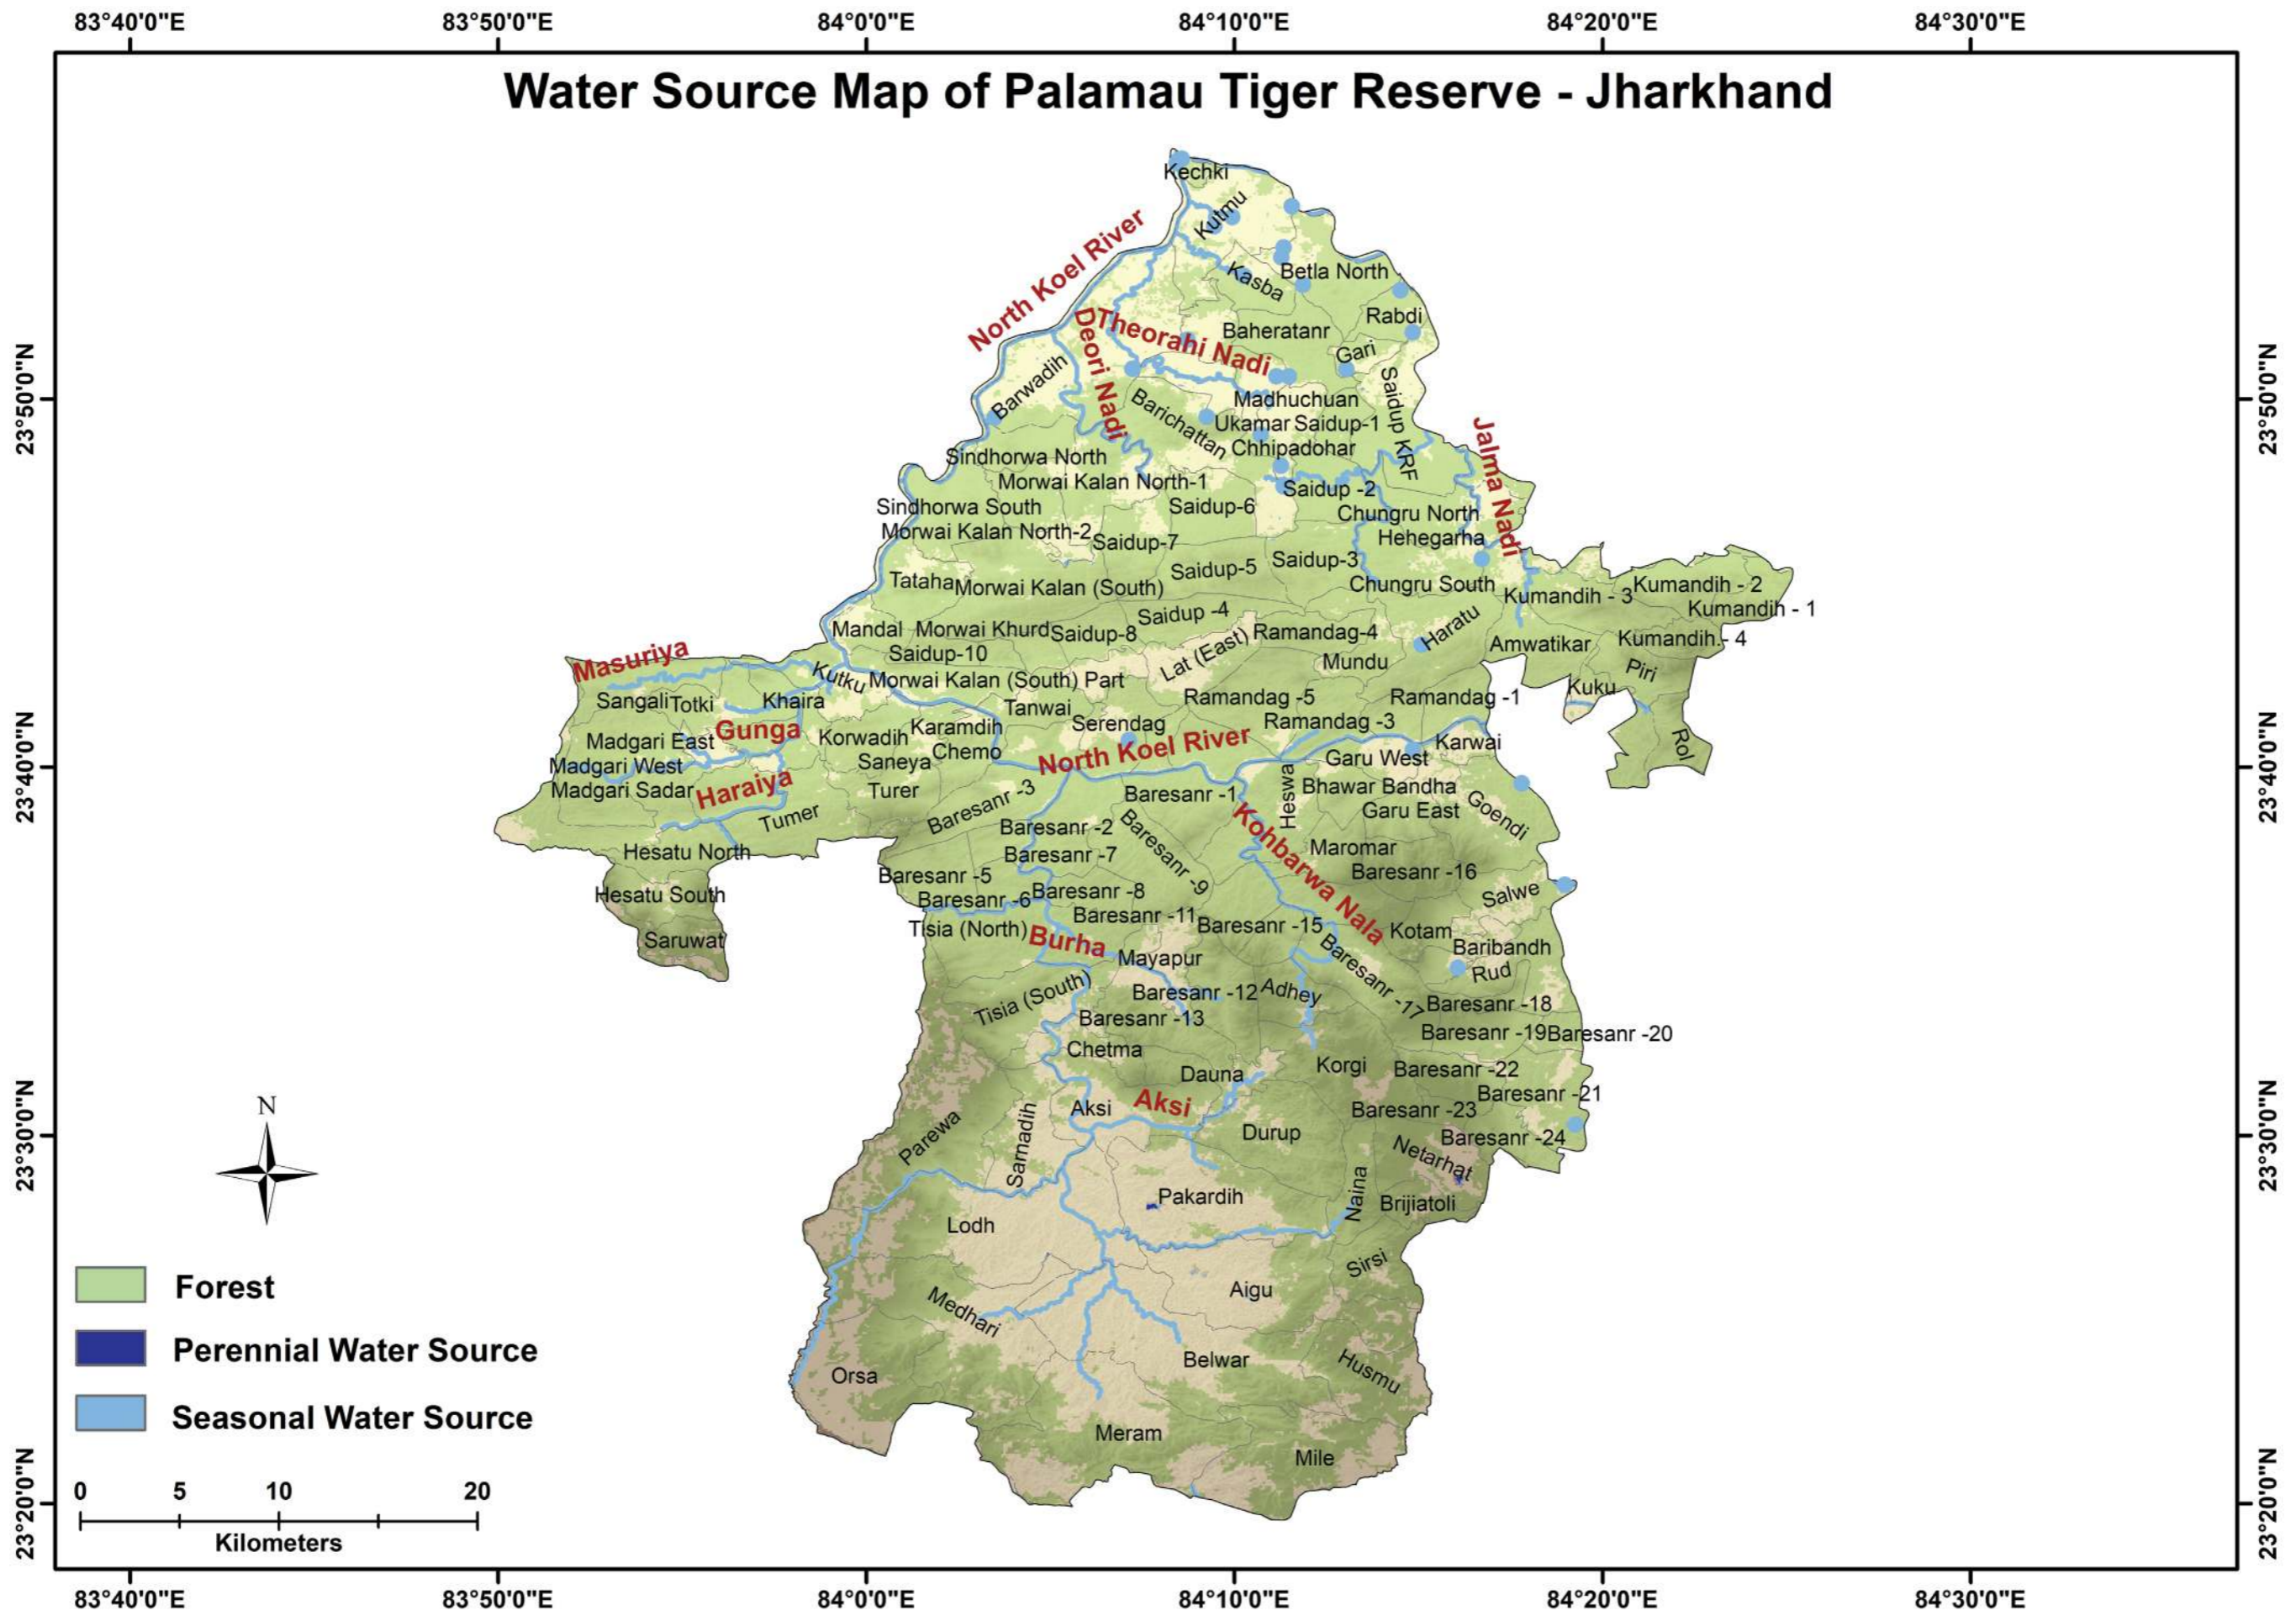 83°40'0"E 83°50'0"E 84°0'0"E 84°10'0"E 84°20'0"E 84°30'0"E
Water Source Map of Palamau Tiger Reserve - Jharkhand
Kechki
Kutmu
North Koel River
Kasba
Betla North
Rabdi
Theorahi Nadi
Deori Nadi
Baheratanr
Gari
23°50'0"N
23°50'0"N
Barwadih
Saidup KRF
Barichattan
Madhuchuan
Ukamar
Saidup-1
Chhipadohar
Jalma Nadi
Sindhorwa North
Morwai Kalan North-1
Saidup -2
Sindhorwa South
Saidup-6
Chungru North
Morwai Kalan North-2
Saidup-7
Hehegarha
Saidup-5
Saidup-3
Tataha
Morwai Kalan (South)
Chungru South
Kumandih - 3
Kumandih - 2
Kumandih - 1
Saidup -4
Mandal
Morwai Khurd
Saidup-8
Lat (East)
Ramandag-4
Haratu
Amwatikar
Kumandih.- 4
Masuriya
Saidup-10
Mundu
Piri
Kutku
Morwai Kalan (South) Part
Kuku
Sangali
Totki
Khaira
Tanwai
Ramandag -5
Ramandag -1
Gunga
Karamdih
Serendag
Ramandag -3
Rol
Madgari East
Korwadih
Chemo
North Koel River
Karwai
23°40'0"N
23°40'0"N
Madgari West
Saneya
Garu West
Madgari Sadar
Haraiya
Turer
Baresanr -3
Baresanr -1
Heswa
Bhawar Bandha
Tumer
Garu East
Goendi
Baresanr -2
Baresanr -9
Kohbarwa Nala
Hesatu North
Baresanr -7
Maromar
Baresanr -5
Baresanr -16
Hesatu South
Baresanr -6
Baresanr -8
Salwe
Baresanr -11
Baresanr -15
Tisia (North)
Burha
Kotam
Saruwat
Baribandh
Mayapur
Baresanr -17
Rud
Tisia (South)
Baresanr -12
Adhey
Baresanr -18
Baresanr -13
Baresanr -19
Baresanr -20
Chetma
Korgi
Baresanr -22
Dauna
Baresanr -21
Aksi
Aksi
Baresanr -23
23°30'0"N
23°30'0"N
N
Parewa
Sarnadih
Durup
Baresanr -24
Netarhat
Naina
Pakardih
Brijiatoli
Lodh
Sirsi
Aigu
Medhari
Belwar
Husmu
Orsa
Meram
Mile
Forest
Perennial Water Source
Seasonal Water Source
0 5 10 20
Kilometers
23°20'0"N
23°20'0"N
83°40'0"E 83°50'0"E 84°0'0"E 84°10'0"E 84°20'0"E 84°30'0"E